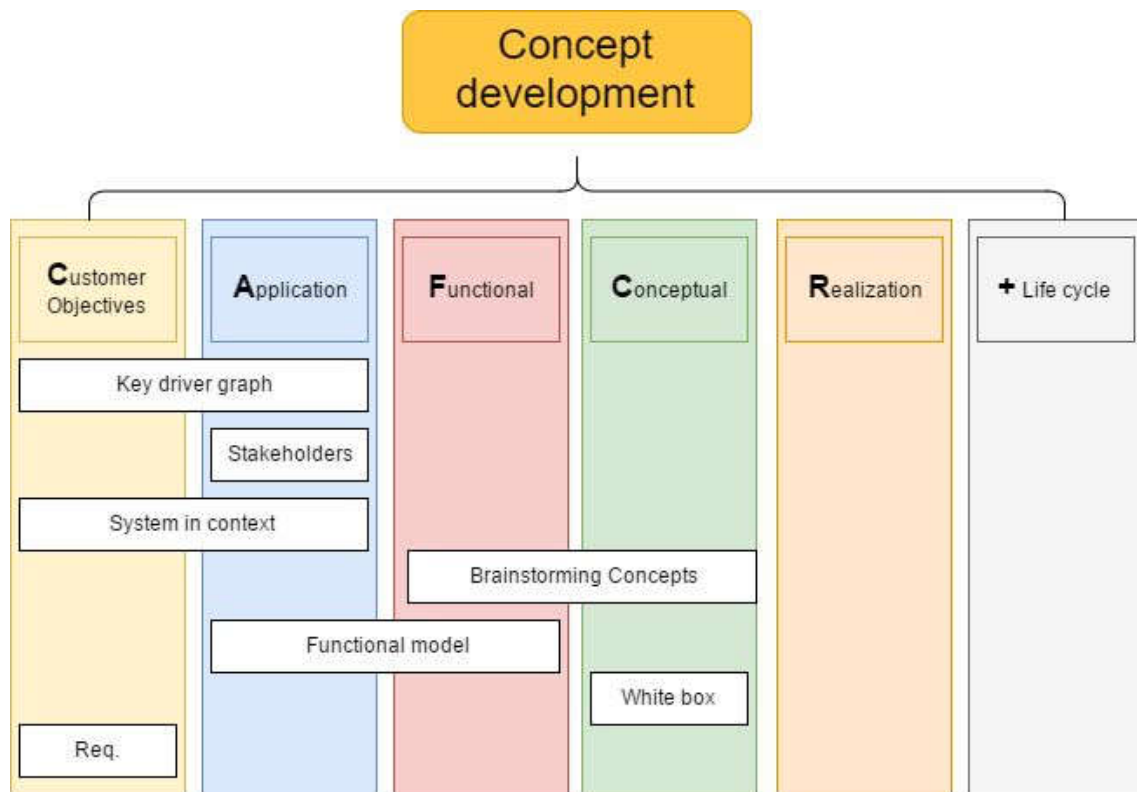 Concept
development
Customer
Objectives
Application
Functional
Conceptual
Realization
+ Life cycle
Key driver graph
Stakeholders
System in context
Brainstorming Concepts
Functional model
White box
Req.